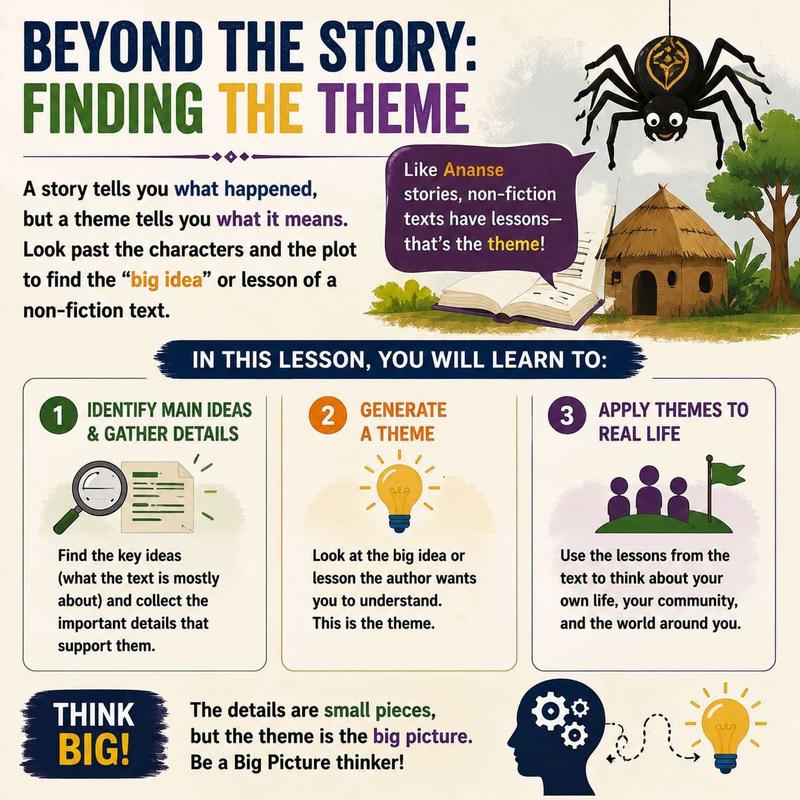 BEYOND THE STORY:
FINDING THE THEME
A story tells you what happened,
but a theme tells you what it means.
Look past the characters and the plot
to find the “big idea” or lesson of a
non-fiction text.
Like Ananse
stories, non-fiction
texts have lessons—
that’s the theme!
IN THIS LESSON, YOU WILL LEARN TO:
1 IDENTIFY MAIN IDEAS
& GATHER DETAILS
Find the key ideas
(what the text is mostly
about) and collect the
important details that
support them.
2 GENERATE
A THEME
Look at the big idea or
lesson the author wants
you to understand.
This is the theme.
3 APPLY THEMES TO
REAL LIFE
Use the lessons from the
text to think about your
own life, your community,
and the world around you.
THINK
BIG!
The details are small pieces,
but the theme is the big picture.
Be a Big Picture thinker!